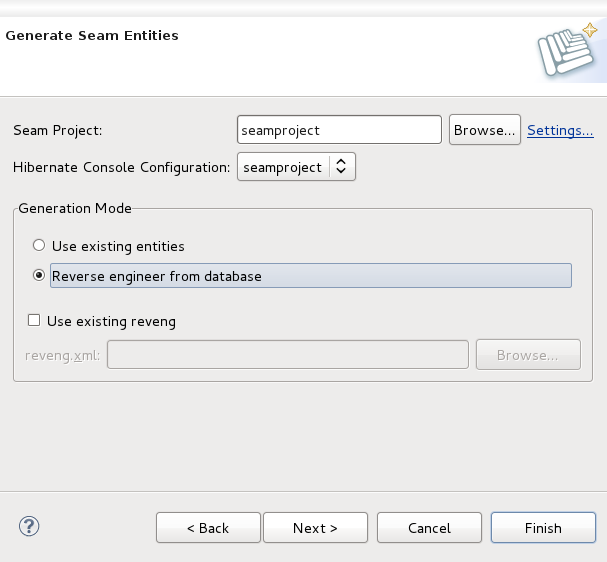 Generate Seam Entities
Seam Project: seamproject Browse... Settings...
Hibernate Console Configuration: seamproject
Generation Mode
Use existing entities
Reverse engineer from database
Use existing reveng
reveng.xml: Browse...
? < Back Next > Cancel Finish